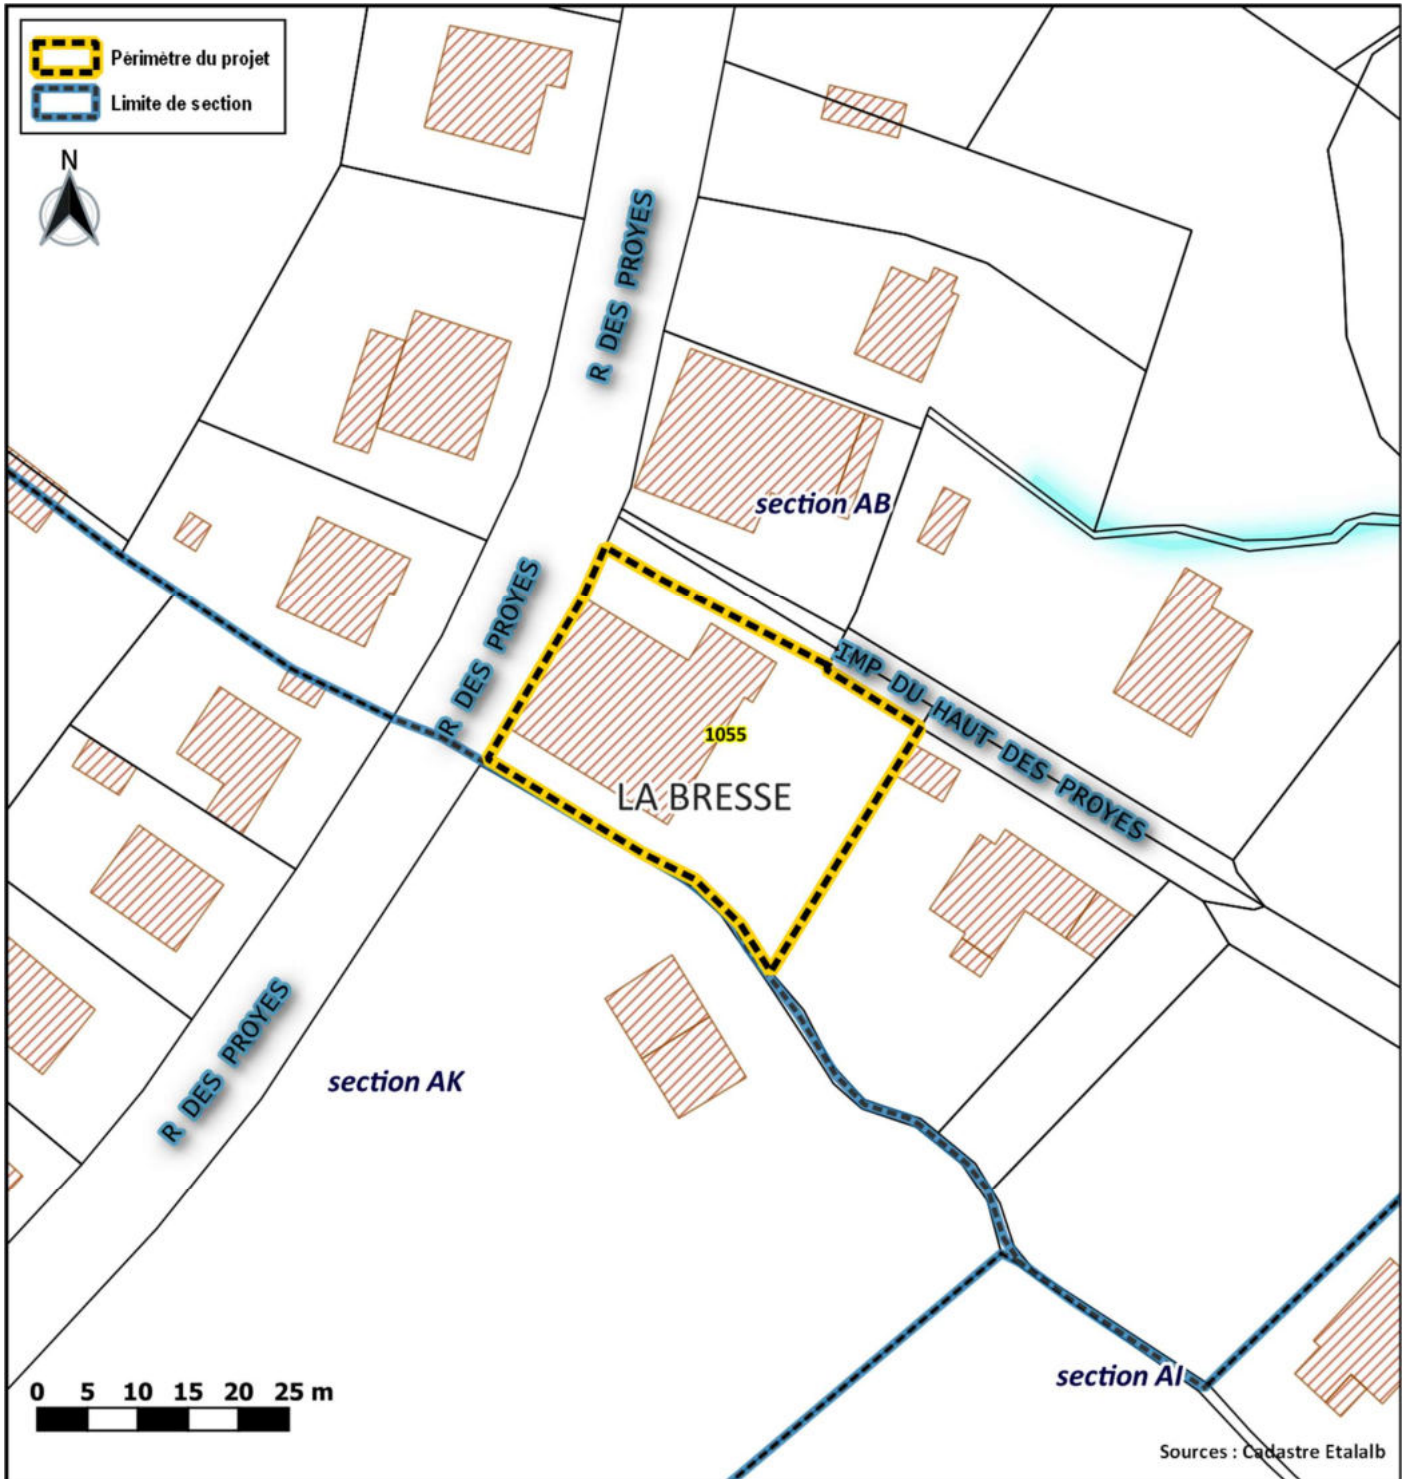 Périmètre du projet
Limite de section
N
R DES PROYES
section AB
R DES PROYES
IMP DU HAUT DES PROYES
1055
LA BRESSE
R DES PROYES
section AK
section AI
0 5 10 15 20 25 m
Sources : Cadastre Etalalb